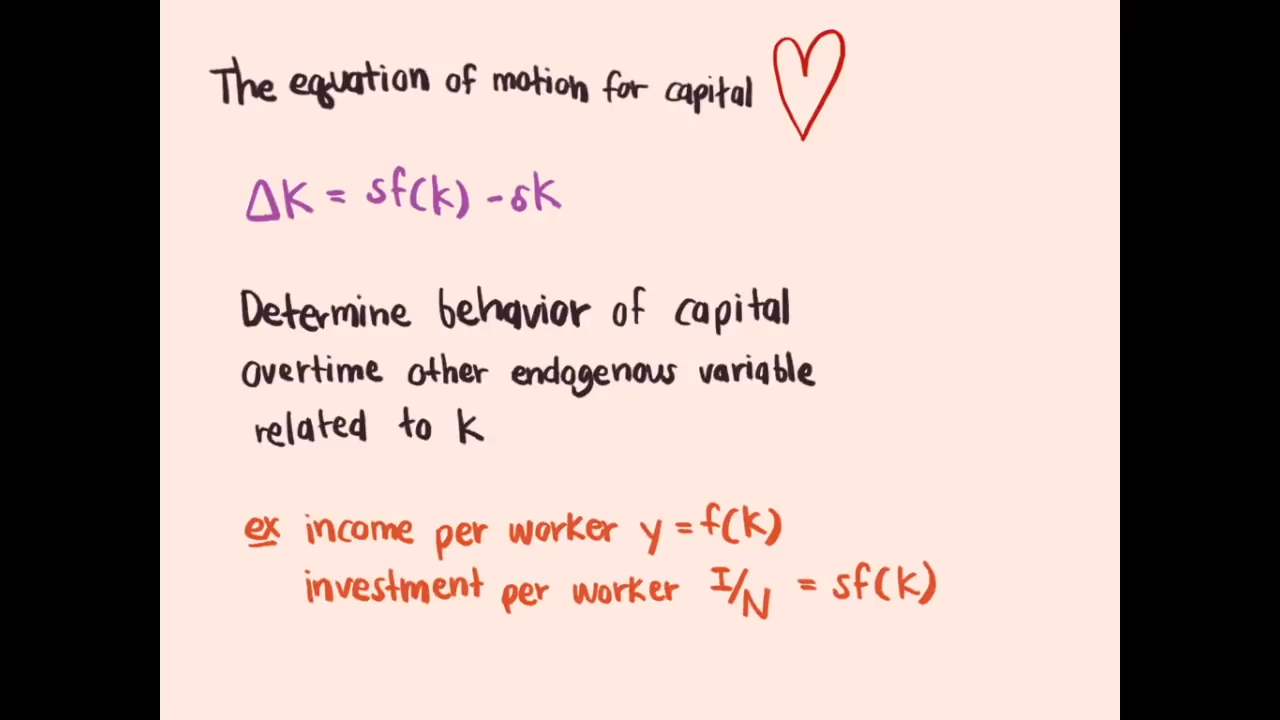 The equation of motion for capital
ΔK = sf(k) - δK
Determine behavior of capital
overtime other endogenous variable
related to k
ex income per worker y = f(k)
investment per worker I/N = sf(k)